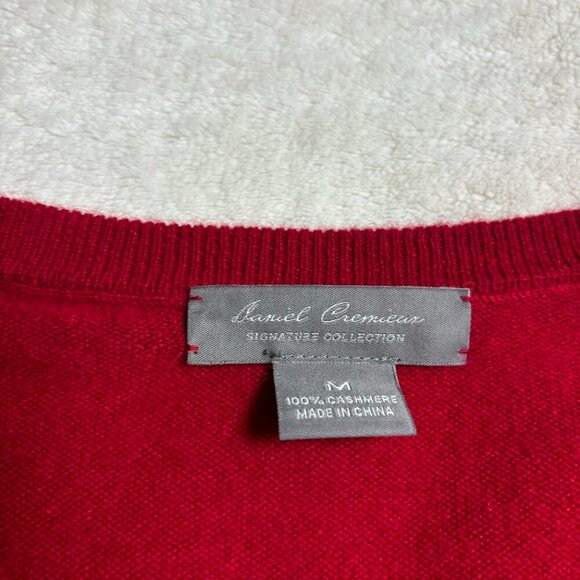 Daniel Cremieux
SIGNATURE COLLECTION
M
100% CASHMERE
MADE IN CHINA